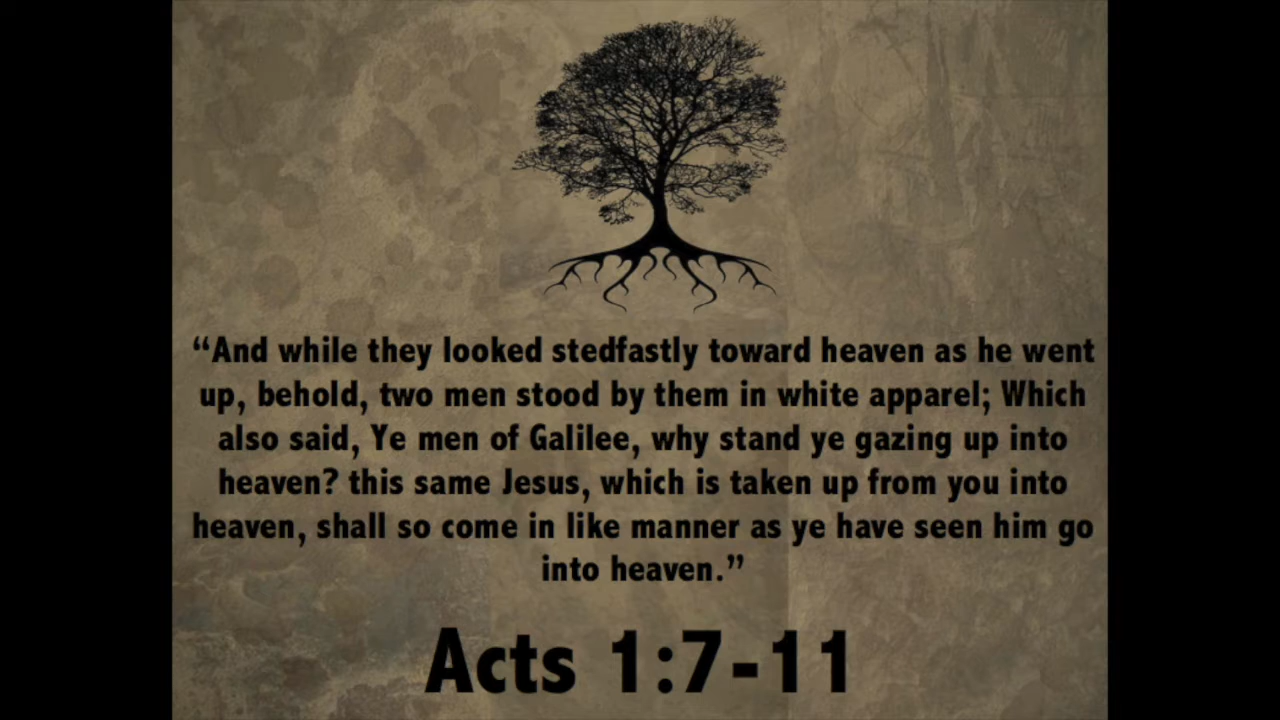 “And while they looked stedfastly toward heaven as he went
up, behold, two men stood by them in white apparel; Which
also said, Ye men of Galilee, why stand ye gazing up into
heaven? this same Jesus, which is taken up from you into
heaven, shall so come in like manner as ye have seen him go
into heaven.”
Acts 1:7-11